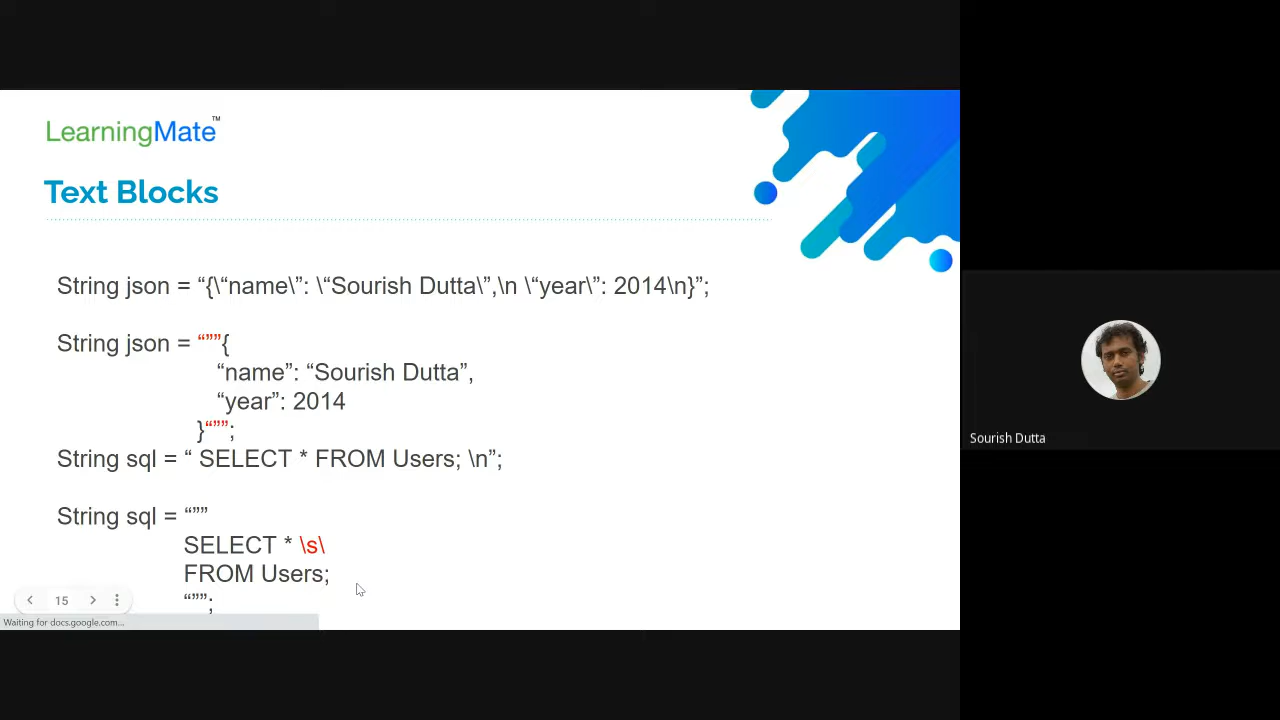 LearningMate™
Text Blocks
String json = “{\“name\”: \“Sourish Dutta\”,\n \“year\”: 2014\n}”;
String json = “””{
“name”: “Sourish Dutta”,
“year”: 2014
}“””;
String sql = “ SELECT * FROM Users; \n”;
String sql = “””
SELECT * \s\
FROM Users;
“””;
15
Waiting for docs.google.com...
Sourish Dutta